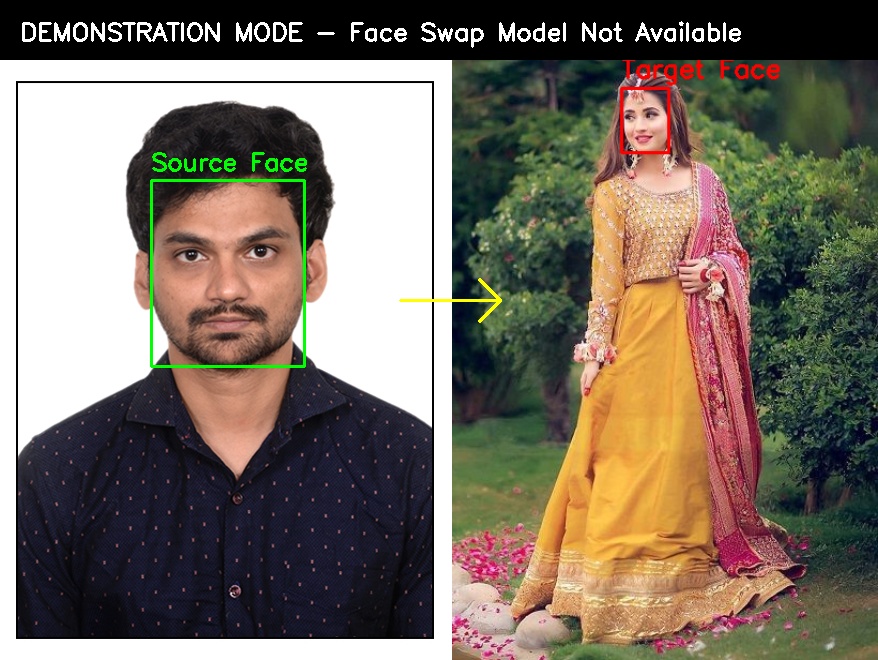 DEMONSTRATION MODE - Face Swap Model Not Available
Target Face
Source Face